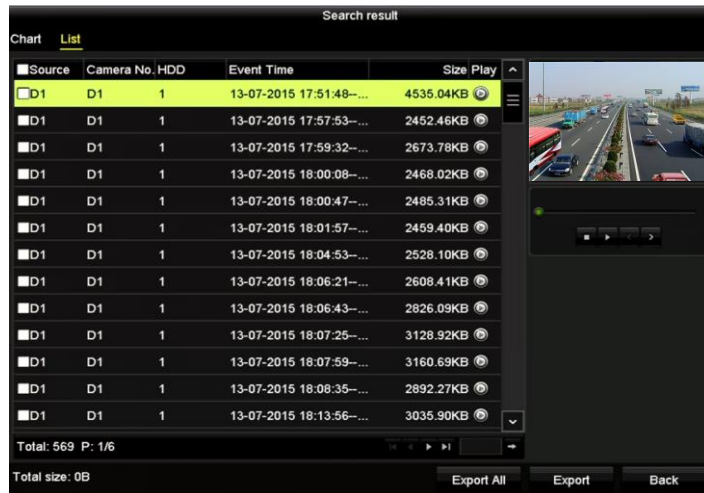 Search result
Chart List
Source Camera No. HDD Event Time Size Play
D1 D1 1 13-07-2015 17:51:48--... 4535.04KB
D1 D1 1 13-07-2015 17:57:53--... 2452.46KB
D1 D1 1 13-07-2015 17:59:32--... 2673.78KB
D1 D1 1 13-07-2015 18:00:08--... 2468.02KB
D1 D1 1 13-07-2015 18:00:47--... 2485.31KB
D1 D1 1 13-07-2015 18:01:57--... 2459.40KB
D1 D1 1 13-07-2015 18:04:53--... 2528.10KB
D1 D1 1 13-07-2015 18:06:21--... 2608.41KB
D1 D1 1 13-07-2015 18:06:43--... 2826.09KB
D1 D1 1 13-07-2015 18:07:25--... 3128.92KB
D1 D1 1 13-07-2015 18:07:59--... 3160.69KB
D1 D1 1 13-07-2015 18:08:35--... 2892.27KB
D1 D1 1 13-07-2015 18:13:56--... 3035.90KB
Total: 569 P: 1/6
Total size: 0B Export All Export Back